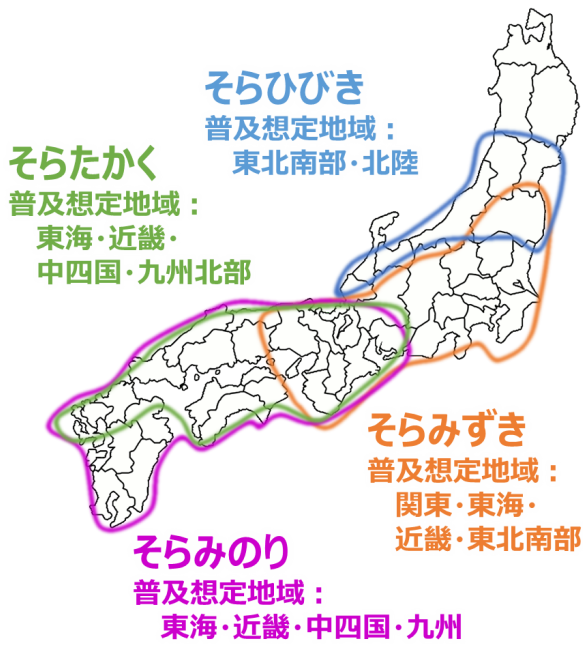 そらひびき
普及想定地域：
東北南部・北陸
そらたかく
普及想定地域：
東海・近畿・
中四国・九州北部
そらみずき
普及想定地域：
関東・東海・
近畿・東北南部
そらみのり
普及想定地域：
東海・近畿・中四国・九州